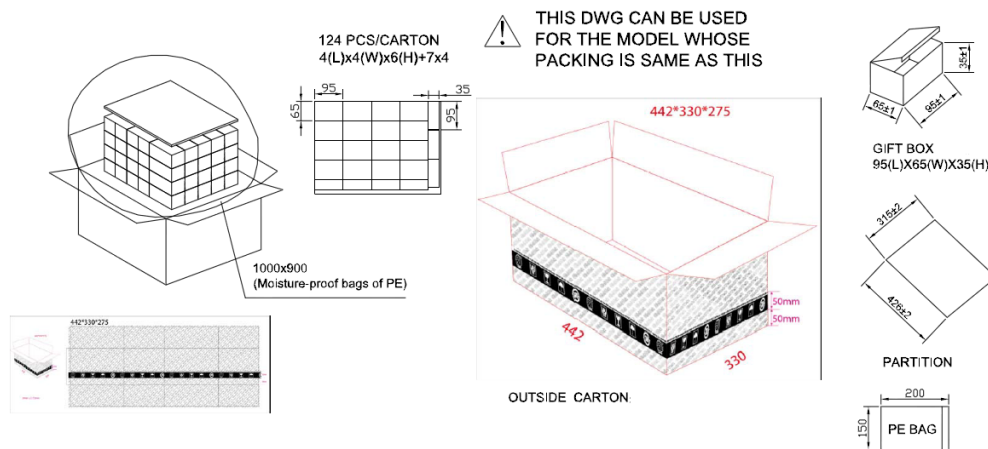 124 PCS/CARTON
4(L)x4(W)x6(H)+7x4
95
35
65
95
THIS DWG CAN BE USED
FOR THE MODEL WHOSE
PACKING IS SAME AS THIS
35±1
65±1
95±1
GIFT BOX
95(L)X65(W)X35(H)
442*330*275
50mm
50mm
442
330
OUTSIDE CARTON:
1000x900
(Moisture-proof bags of PE)
442*330*275
315±2
426±2
PARTITION
200
150
PE BAG